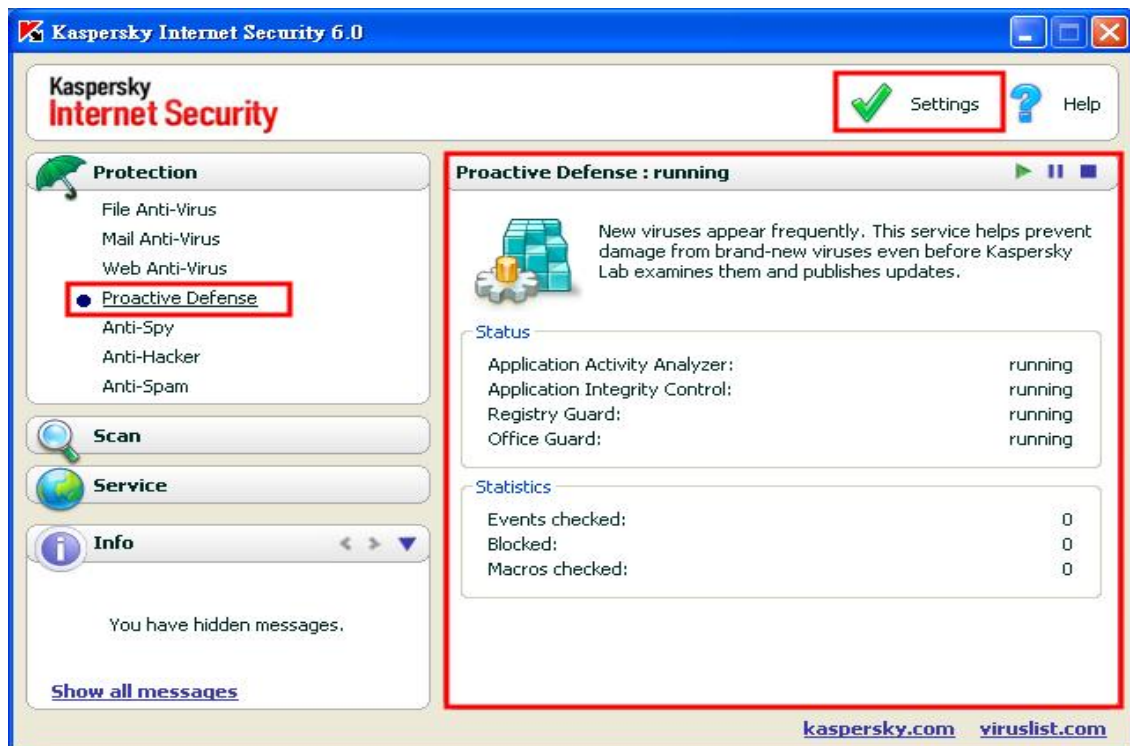 Kaspersky Internet Security 6.0
Kaspersky
Internet Security
Settings
Help
Protection
File Anti-Virus
Mail Anti-Virus
Web Anti-Virus
Proactive Defense
Anti-Spy
Anti-Hacker
Anti-Spam
Scan
Service
Info
You have hidden messages.
Show all messages
Proactive Defense : running
New viruses appear frequently. This service helps prevent
damage from brand-new viruses even before Kaspersky
Lab examines them and publishes updates.
Status
Application Activity Analyzer: running
Application Integrity Control: running
Registry Guard: running
Office Guard: running
Statistics
Events checked: 0
Blocked: 0
Macros checked: 0
kaspersky.com viruslist.com